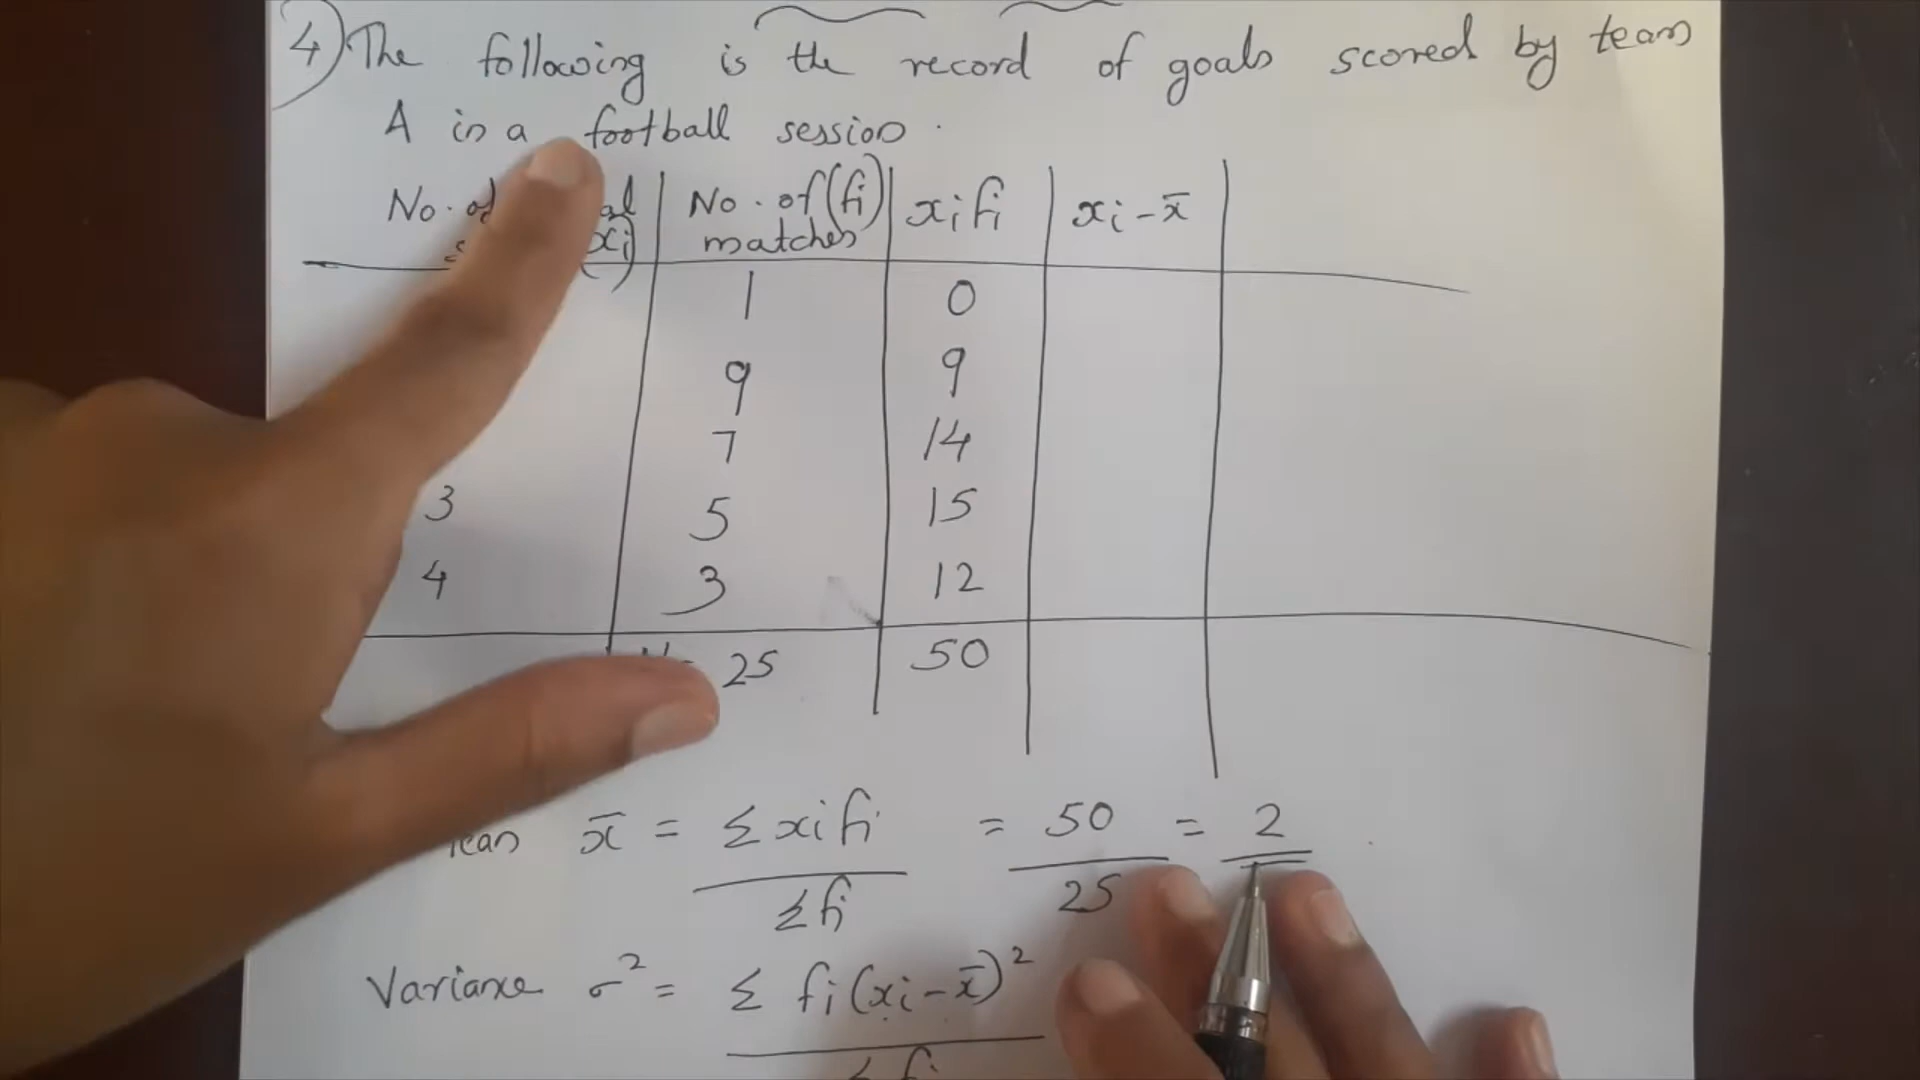 4) The following is the record of goals scored by team
A in a football session.
No. of (fi) xifi xi - x̄
(xi) matches
1 0
9 9
7 14
3 5 15
4 3 12
25 50
x̄ = Σxifi = 50 = 2
Σfi 25
Variance σ² = Σ fi(xi - x̄)²
Σfi